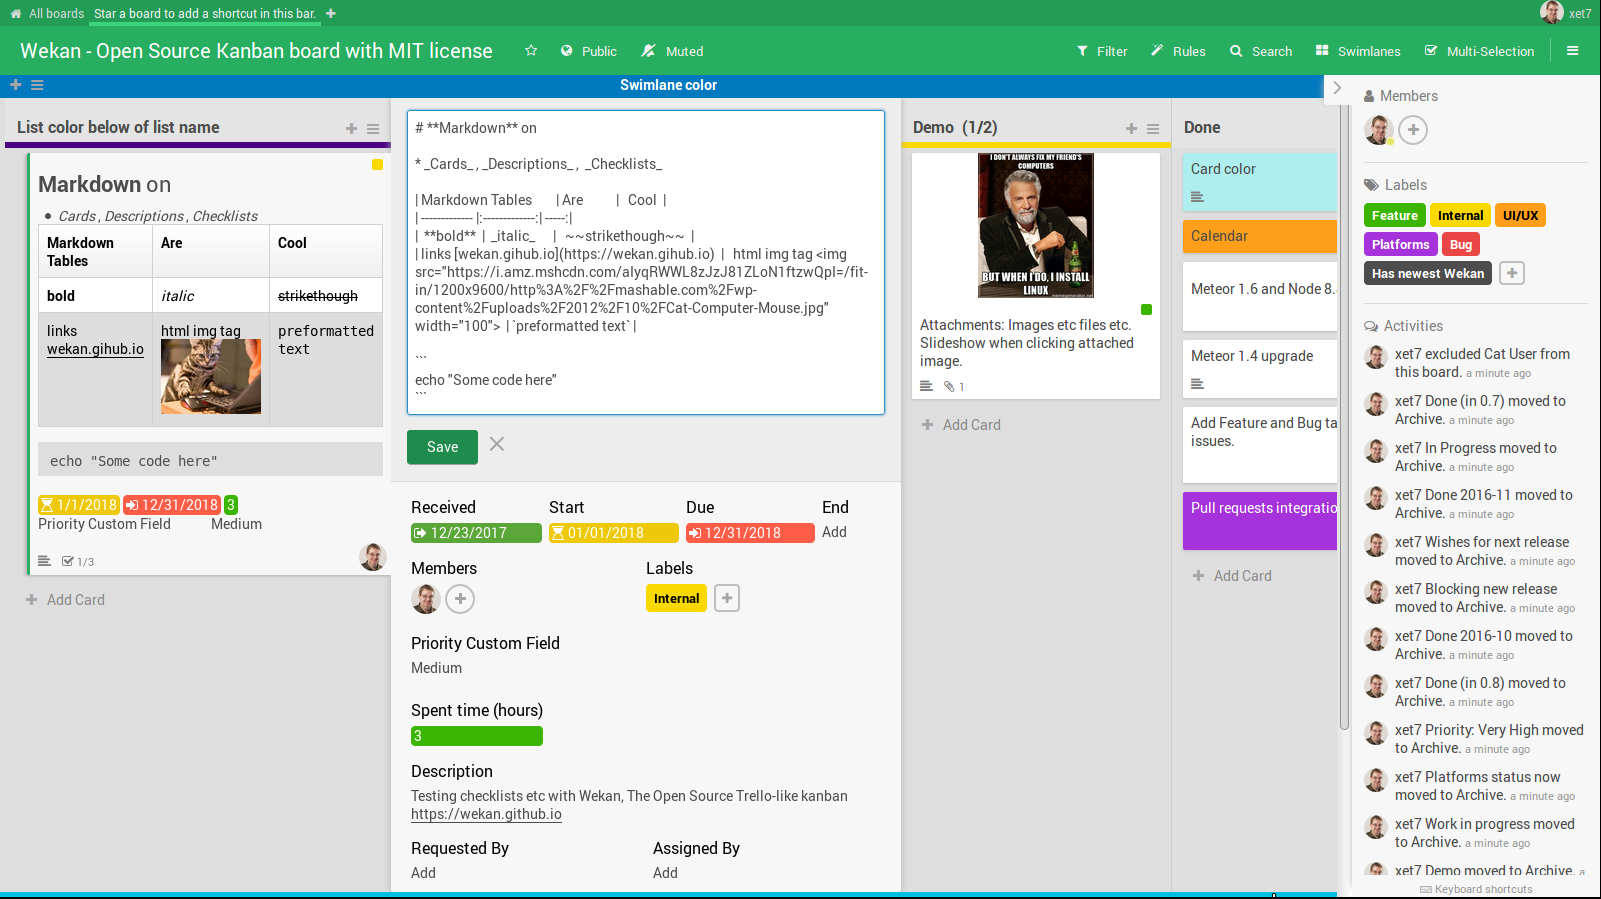 All boards
Star a board to add a shortcut in this bar.
xet7
Wekan - Open Source Kanban board with MIT license
Public
Muted
Filter
Rules
Search
Swimlanes
Multi-Selection
Swimlane color
List color below of list name
Markdown on
Cards , Descriptions , Checklists
Markdown Tables
Are
Cool
bold
italic
strikethough
links
wekan.gihub.io
html img tag
preformatted
text
echo "Some code here"
1/1/2018
12/31/2018
3
Priority Custom Field
Medium
1/3
Add Card
# **Markdown** on
* _Cards_ , _Descriptions_ , _Checklists_
| Markdown Tables | Are | Cool |
| ------------- |:-------------:| -----:|
| **bold** | _italic_ | ~~strikethough~~ |
| links [wekan.gihub.io](https://wekan.gihub.io) | html img tag <img
src="https://i.amz.mshcdn.com/alyqRWWL8zJzJ81ZLoN1ftzwQpI=/fit-
in/1200x9600/http%3A%2F%2Fmashable.com%2Fwp-
content%2Fuploads%2F2012%2F10%2FCat-Computer-Mouse.jpg"
width="100"> | `preformatted text` |
```
echo "Some code here"
```
Save
Received
Start
Due
End
12/23/2017
01/01/2018
12/31/2018
Add
Members
Labels
Internal
Priority Custom Field
Medium
Spent time (hours)
3
Description
Testing checklists etc with Wekan, The Open Source Trello-like kanban
https://wekan.github.io
Requested By
Assigned By
Add
Add
Demo (1/2)
I DON'T ALWAYS FIX MY FRIEND'S
COMPUTERS
BUT WHEN I DO, I INSTALL
LINUX
memegenerator.net
Attachments: Images etc files etc.
Slideshow when clicking attached
image.
1
Add Card
Done
Card color
Calendar
Meteor 1.6 and Node 8.
Meteor 1.4 upgrade
Add Feature and Bug ta
issues.
Pull requests integratio
Add Card
Members
Labels
Feature
Internal
UI/UX
Platforms
Bug
Has newest Wekan
Activities
xet7 excluded Cat User from
this board. a minute ago
xet7 Done (in 0.7) moved to
Archive. a minute ago
xet7 In Progress moved to
Archive. a minute ago
xet7 Done 2016-11 moved to
Archive. a minute ago
xet7 Wishes for next release
moved to Archive. a minute ago
xet7 Blocking new release
moved to Archive. a minute ago
xet7 Done 2016-10 moved to
Archive. a minute ago
xet7 Done (in 0.8) moved to
Archive. a minute ago
xet7 Priority: Very High moved
to Archive. a minute ago
xet7 Platforms status now
moved to Archive. a minute ago
xet7 Work in progress moved
to Archive. a minute ago
xet7 Demo moved to Archive. a
Keyboard shortcuts